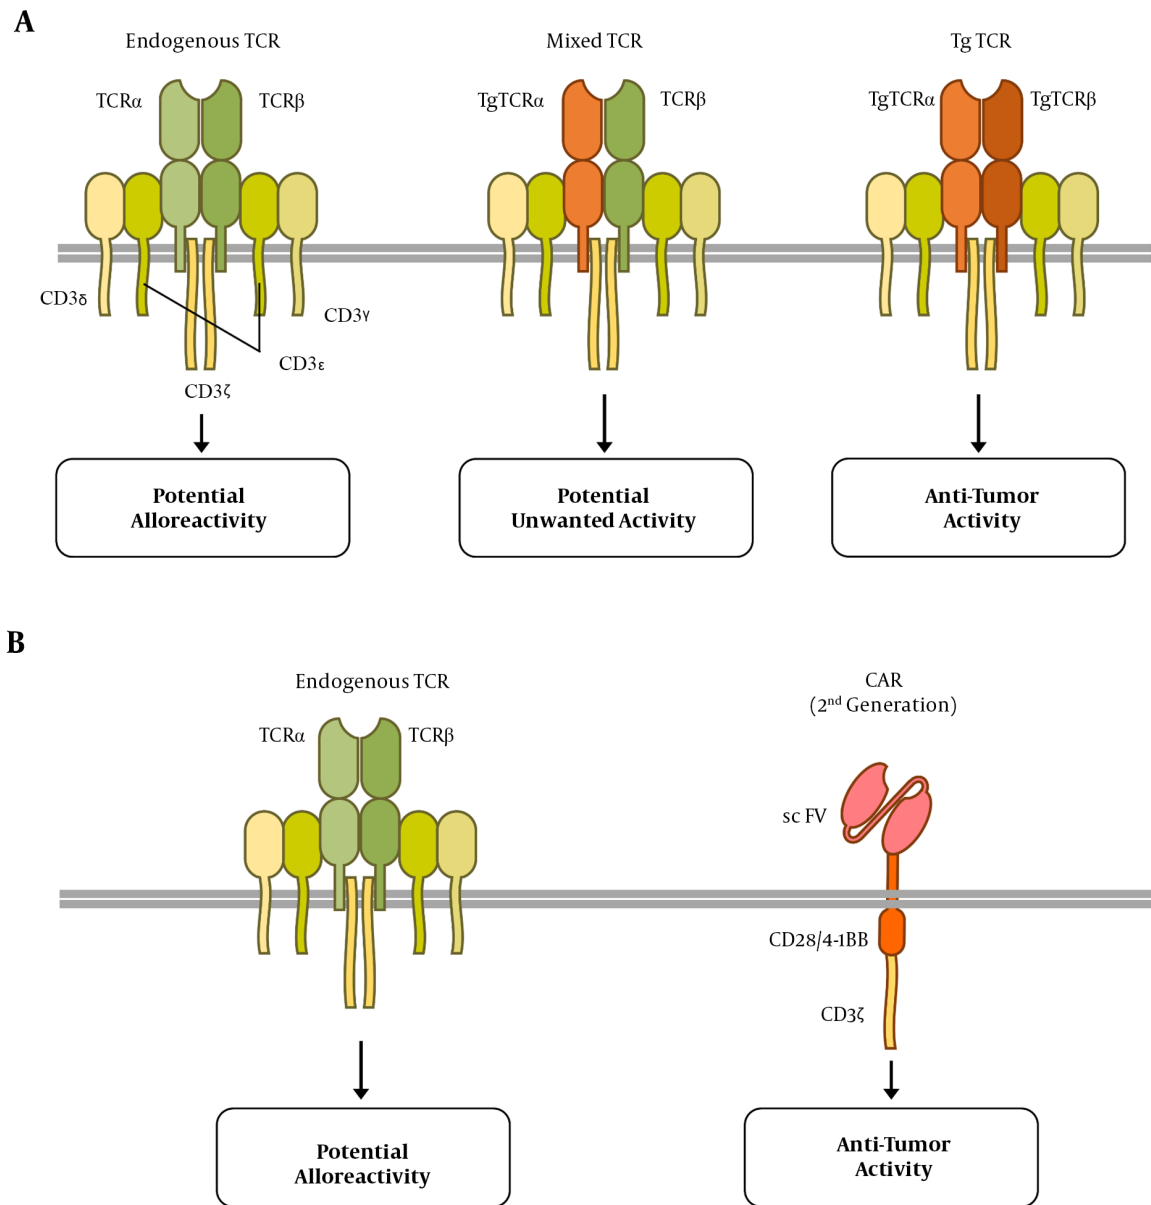 A
Endogenous TCR
Mixed TCR
Tg TCR
TCRα
TCRβ
TgTCRα
TCRβ
TgTCRα
TgTCRβ
CD3δ
CD3γ
CD3ε
CD3ζ
Potential
Alloreactivity
Potential
Unwanted Activity
Anti-Tumor
Activity
B
Endogenous TCR
CAR
(2nd Generation)
TCRα
TCRβ
sc FV
CD28/4-1BB
CD3ζ
Potential
Alloreactivity
Anti-Tumor
Activity